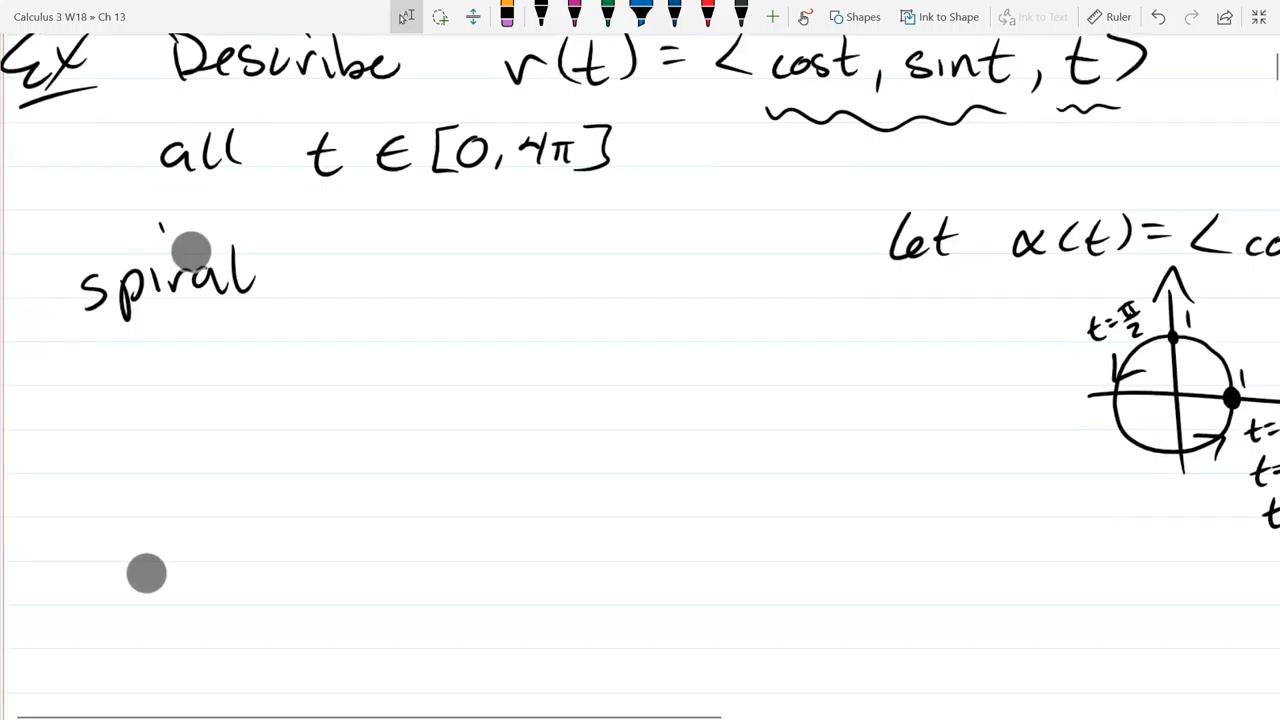 Calculus 3 W18 » Ch 13
Shapes Ink to Shape Ink to Text Ruler
Ex Describe r(t) = < cost, sint, t >
all t ∈ [0, 4π]
spiral
let α(t) = < co
t=π/2
1
1
t=
t=
t